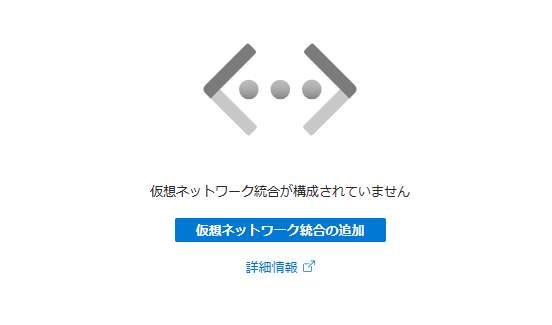 仮想ネットワーク統合が構成されていません
仮想ネットワーク統合の追加
詳細情報